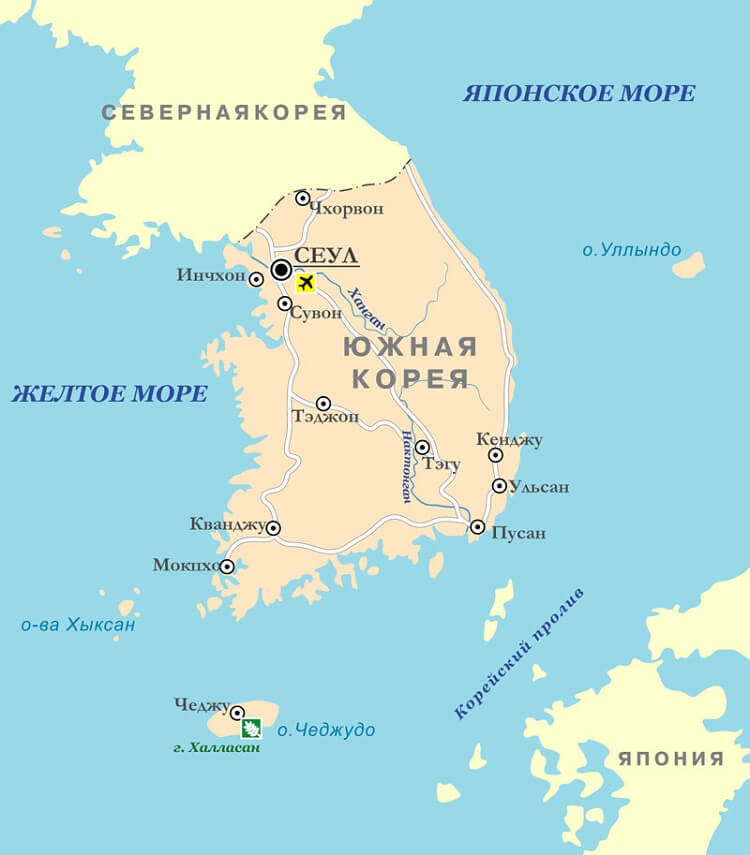 ЯПОНСКОЕ МОРЕ
СЕВЕРНАЯКОРЕЯ
Чхорвон
о.Уллындо
СЕУЛ
Инчхон
Ханган
Сувон
ЮЖНАЯ
КОРЕЯ
ЖЕЛТОЕ МОРЕ
Тэджон
Кенджу
Нактонган
Тэгу
Ульсан
Кванджу
Пусан
Мокпхо
о-ва Хыксан
Корейский пролив
Чеджу
о.Чеджудо
г. Халласан
ЯПОНИЯ